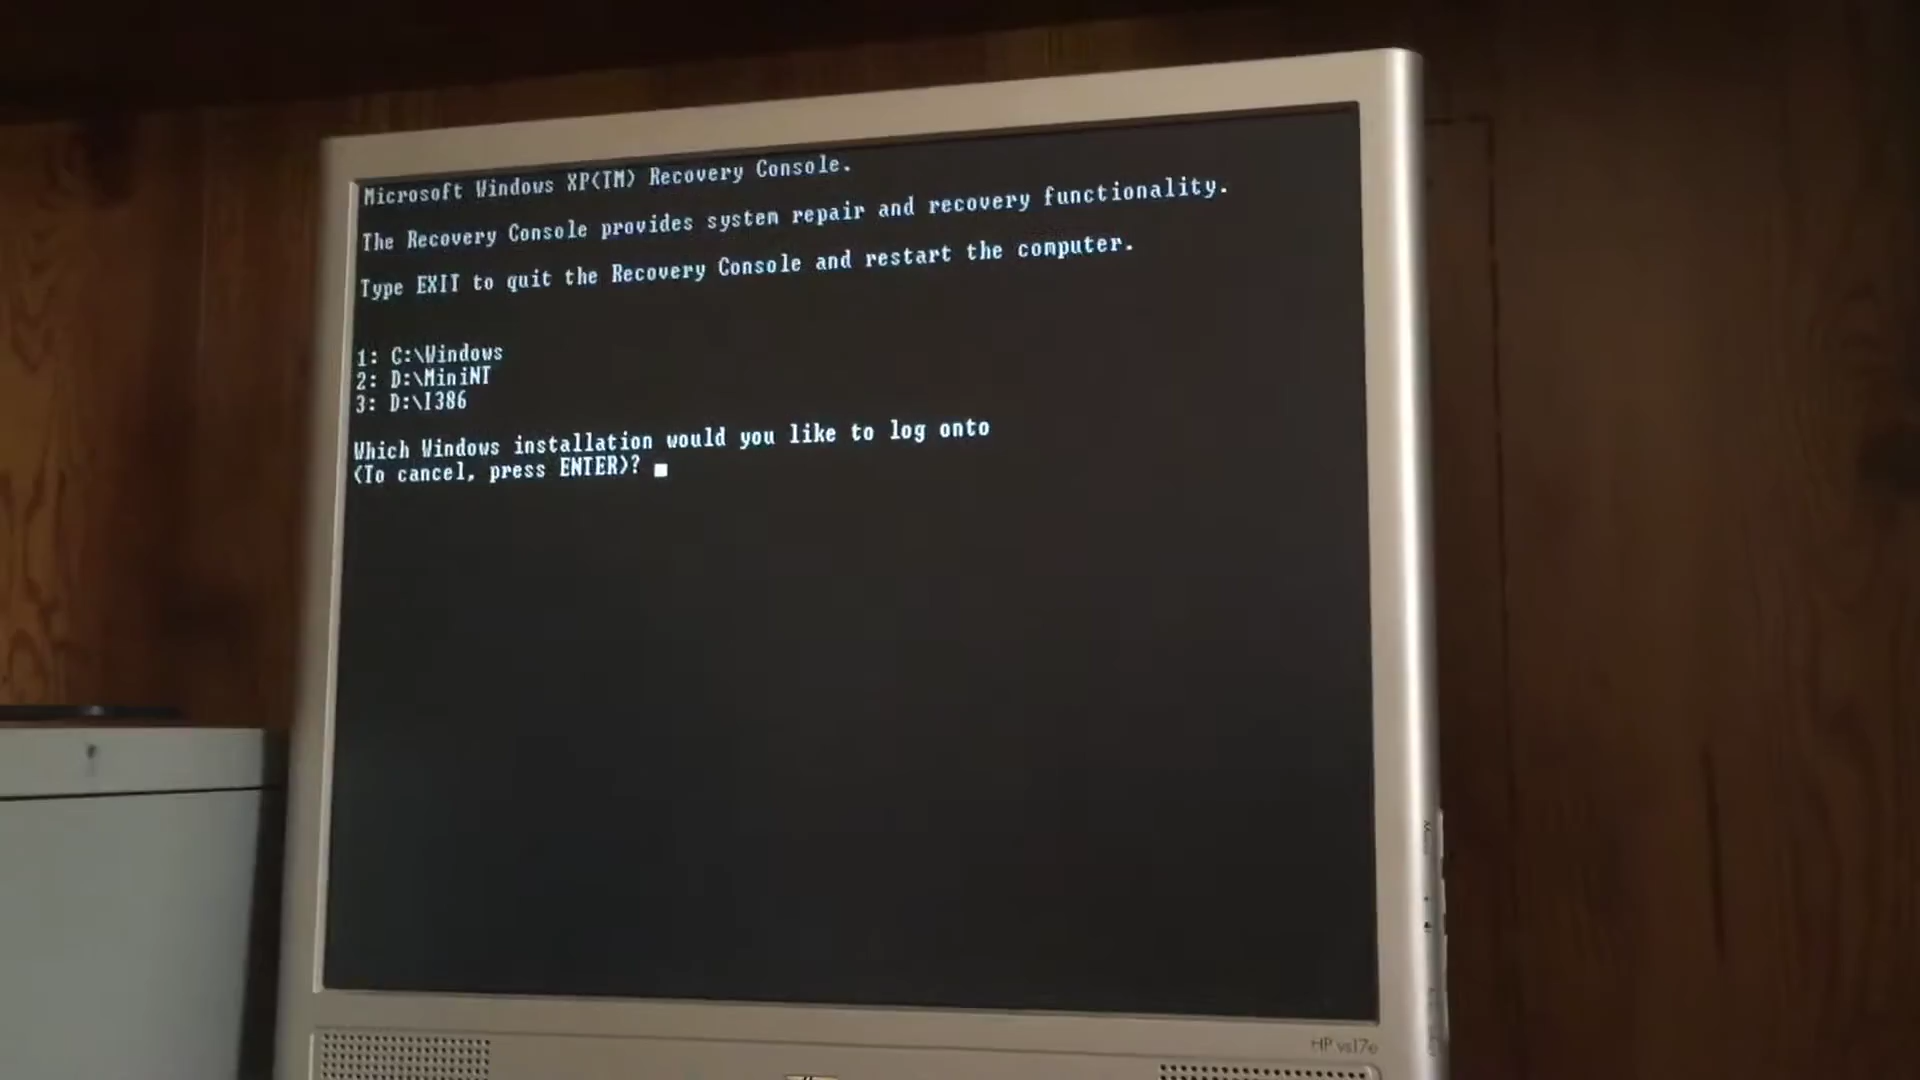 Microsoft Windows XP(TM) Recovery Console.
The Recovery Console provides system repair and recovery functionality.
Type EXIT to quit the Recovery Console and restart the computer.
1: C:\Windows
2: D:\MiniNT
3: D:\I386
Which Windows installation would you like to log onto
(To cancel, press ENTER)?
HP vs17e